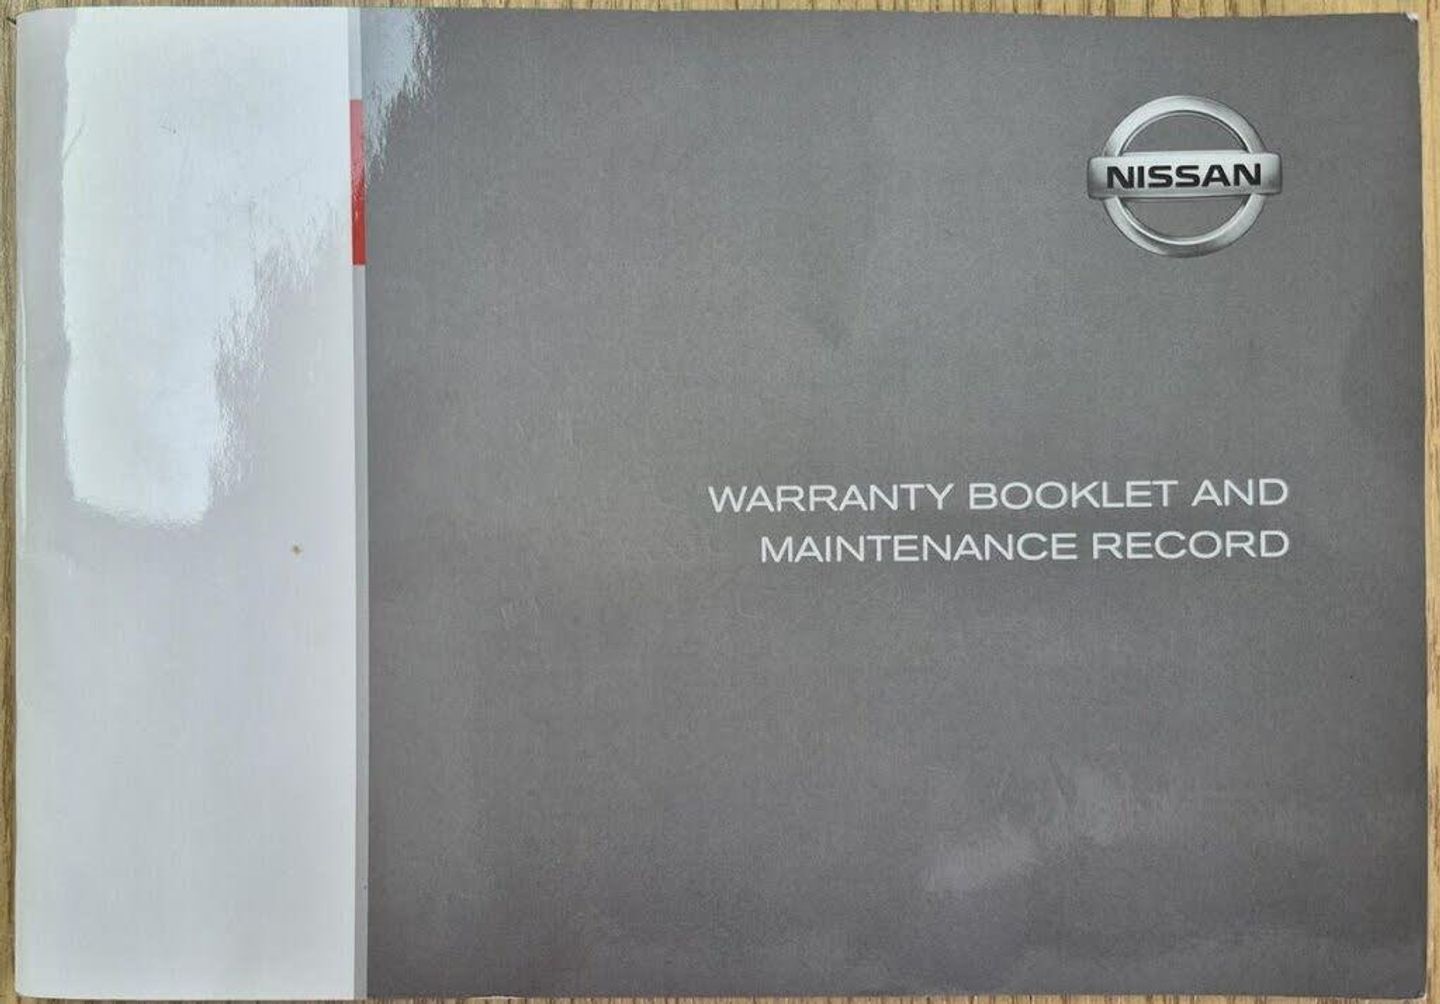 NISSAN
WARRANTY BOOKLET AND
MAINTENANCE RECORD